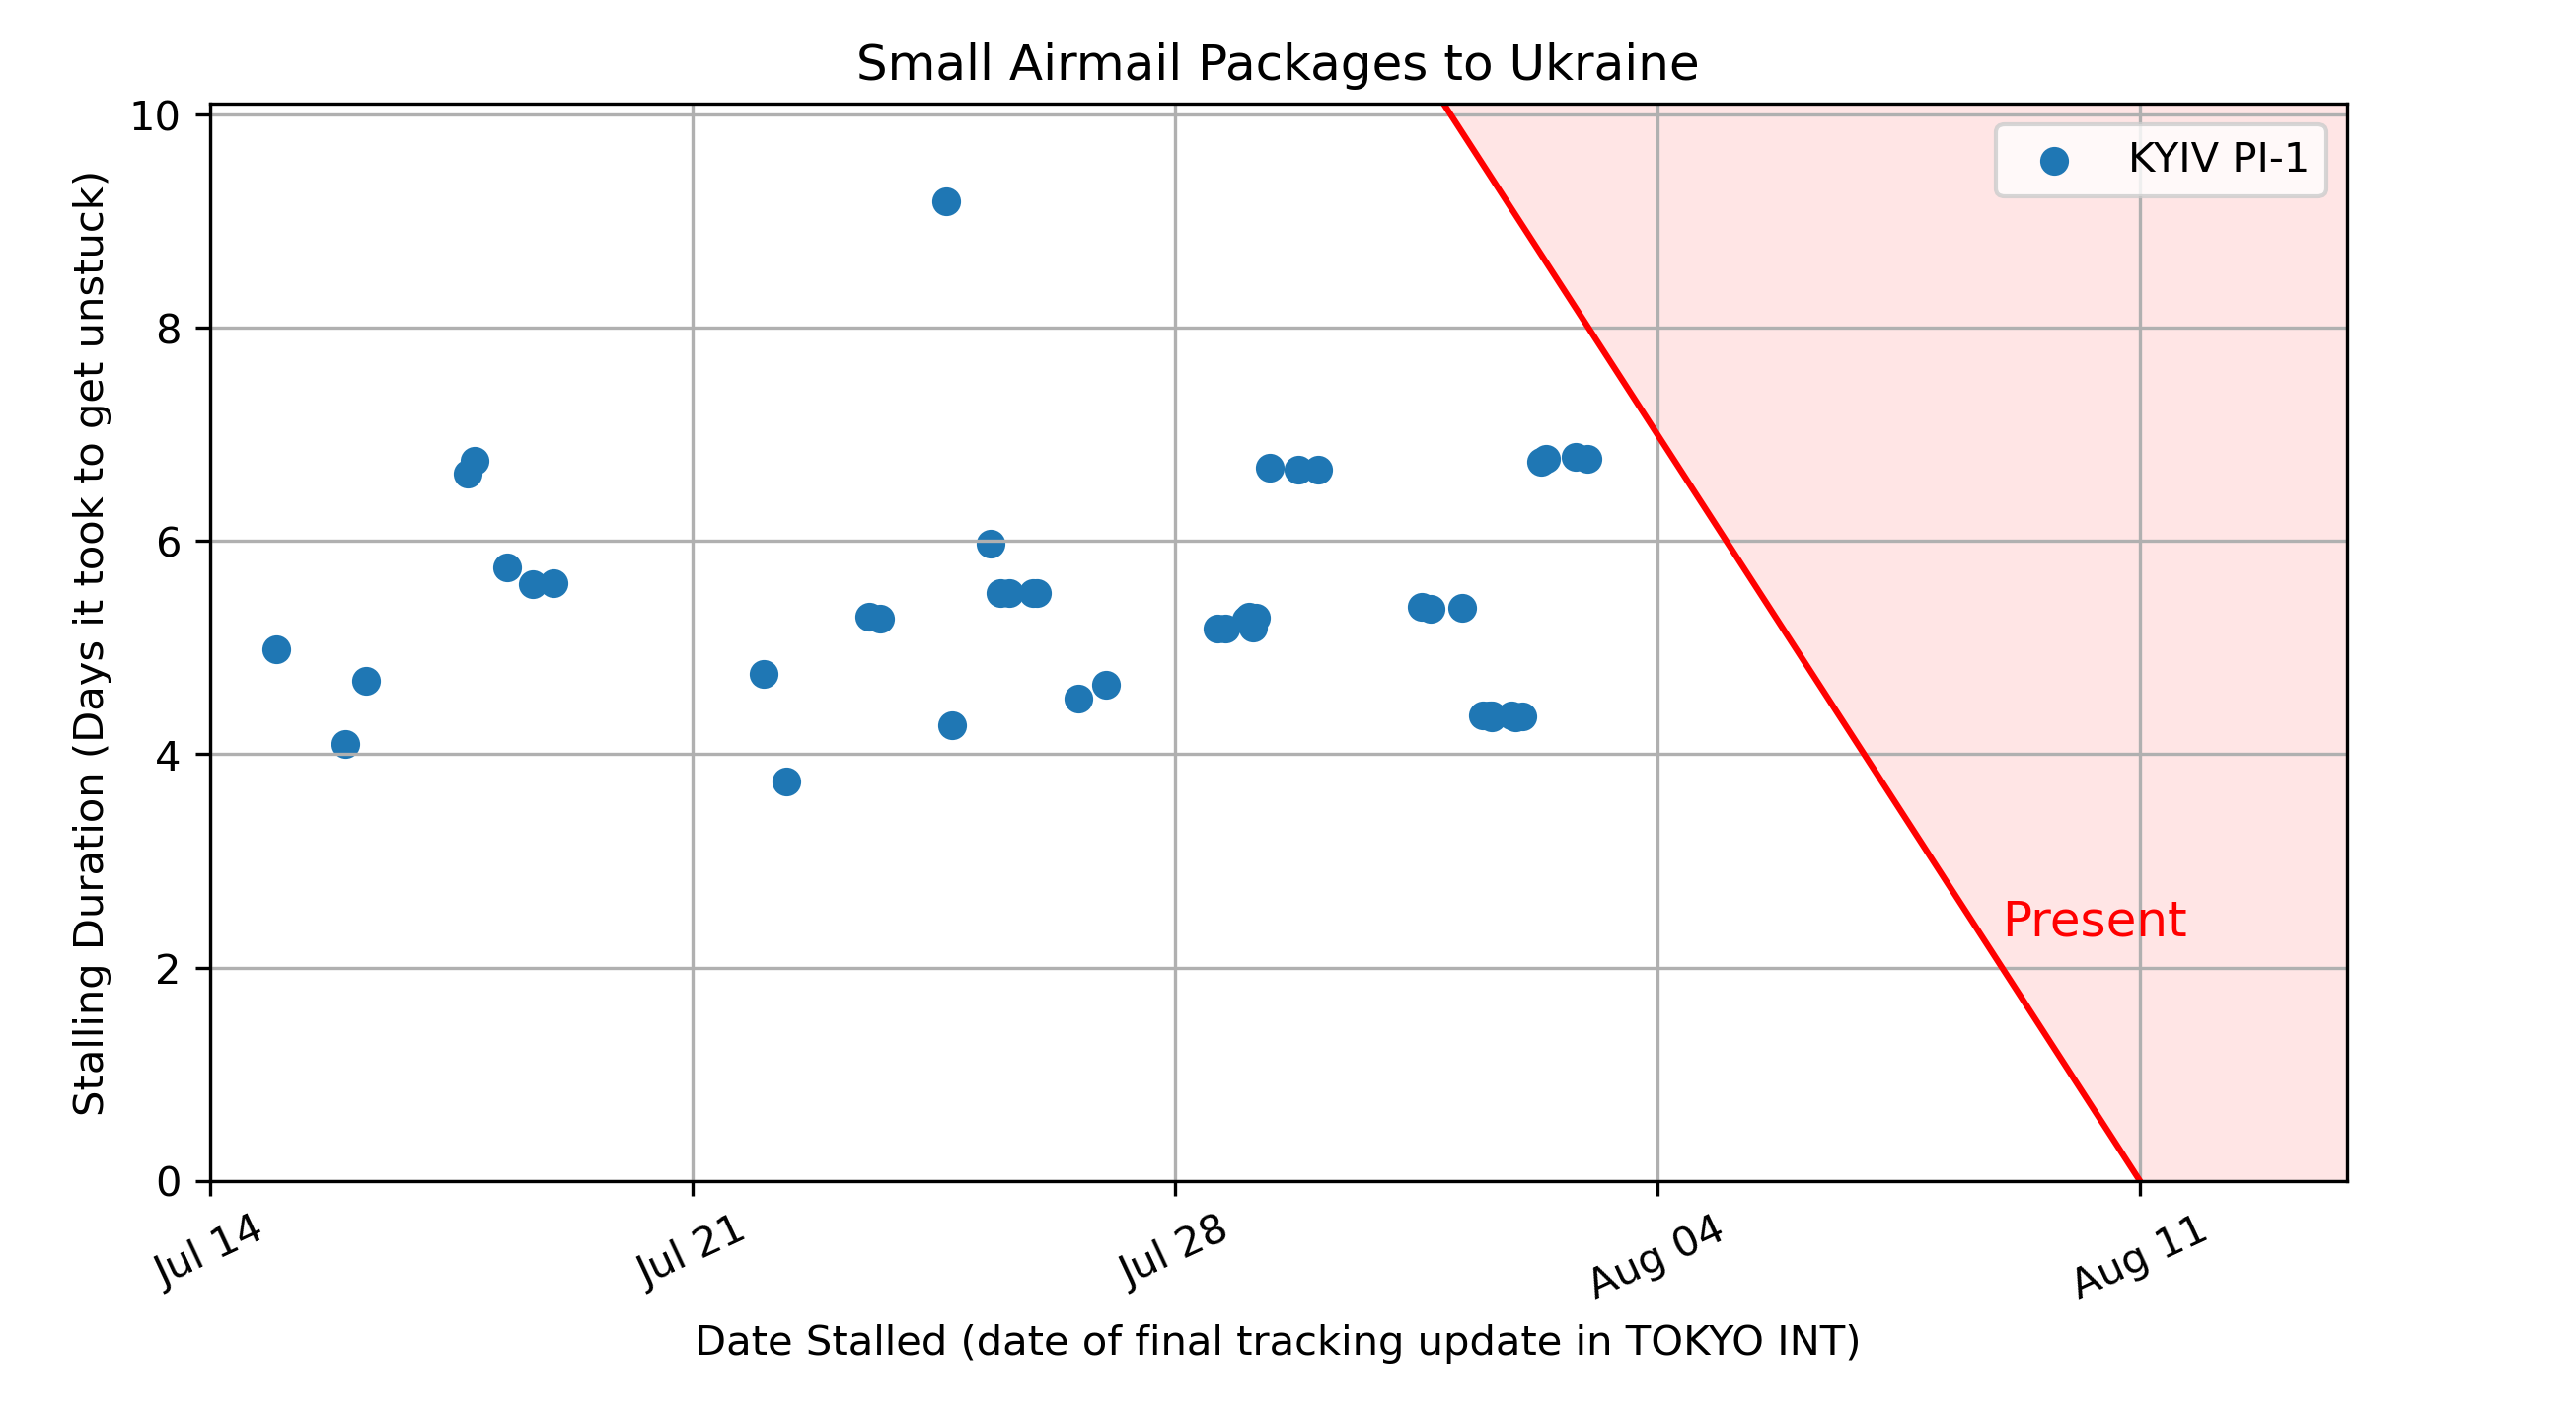 Small Airmail Packages to Ukraine
Stalling Duration (Days it took to get unstuck)
10
8
6
4
2
0
KYIV PI-1
Present
Jul 14
Jul 21
Jul 28
Aug 04
Aug 11
Date Stalled (date of final tracking update in TOKYO INT)